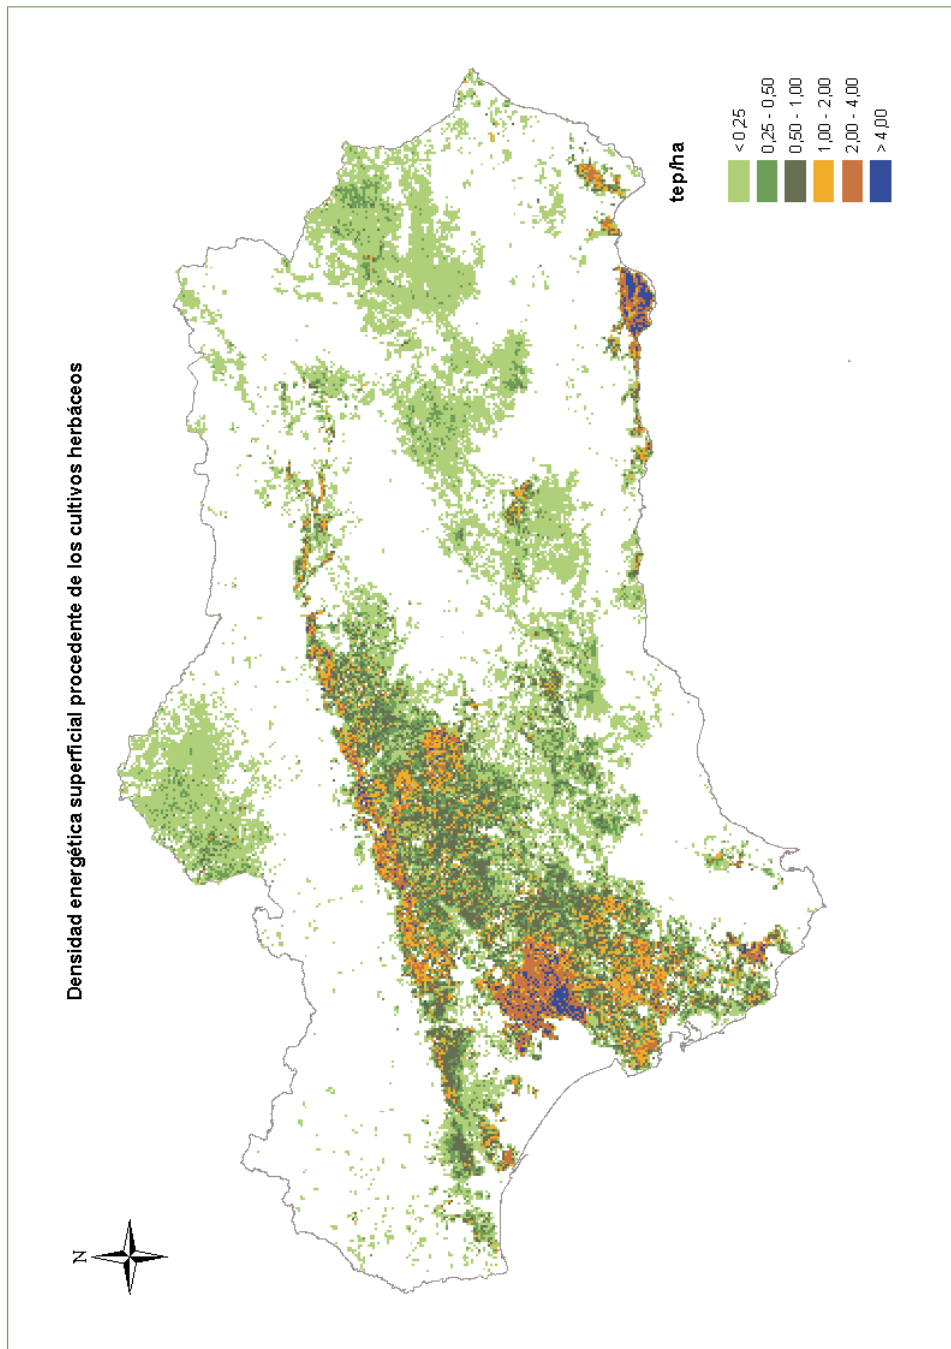 Densidad energética superficial procedente de los cultivos herbáceos
N
tep/ha
< 0,25
0,25 - 0,50
0,50 - 1,00
1,00 - 2,00
2,00 - 4,00
> 4,00